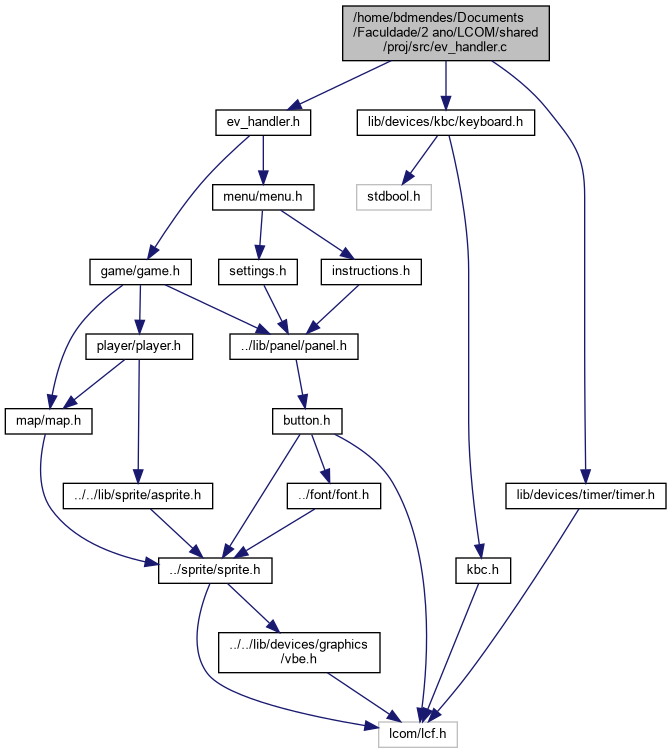 /home/bdmendes/Documents
/Faculdade/2 ano/LCOM/shared
/proj/src/ev_handler.c
ev_handler.h
lib/devices/kbc/keyboard.h
menu/menu.h
stdbool.h
game/game.h
settings.h
instructions.h
player/player.h
../lib/panel/panel.h
map/map.h
button.h
../../lib/sprite/asprite.h
../font/font.h
lib/devices/timer/timer.h
../sprite/sprite.h
kbc.h
../../lib/devices/graphics
/vbe.h
lcom/lcf.h